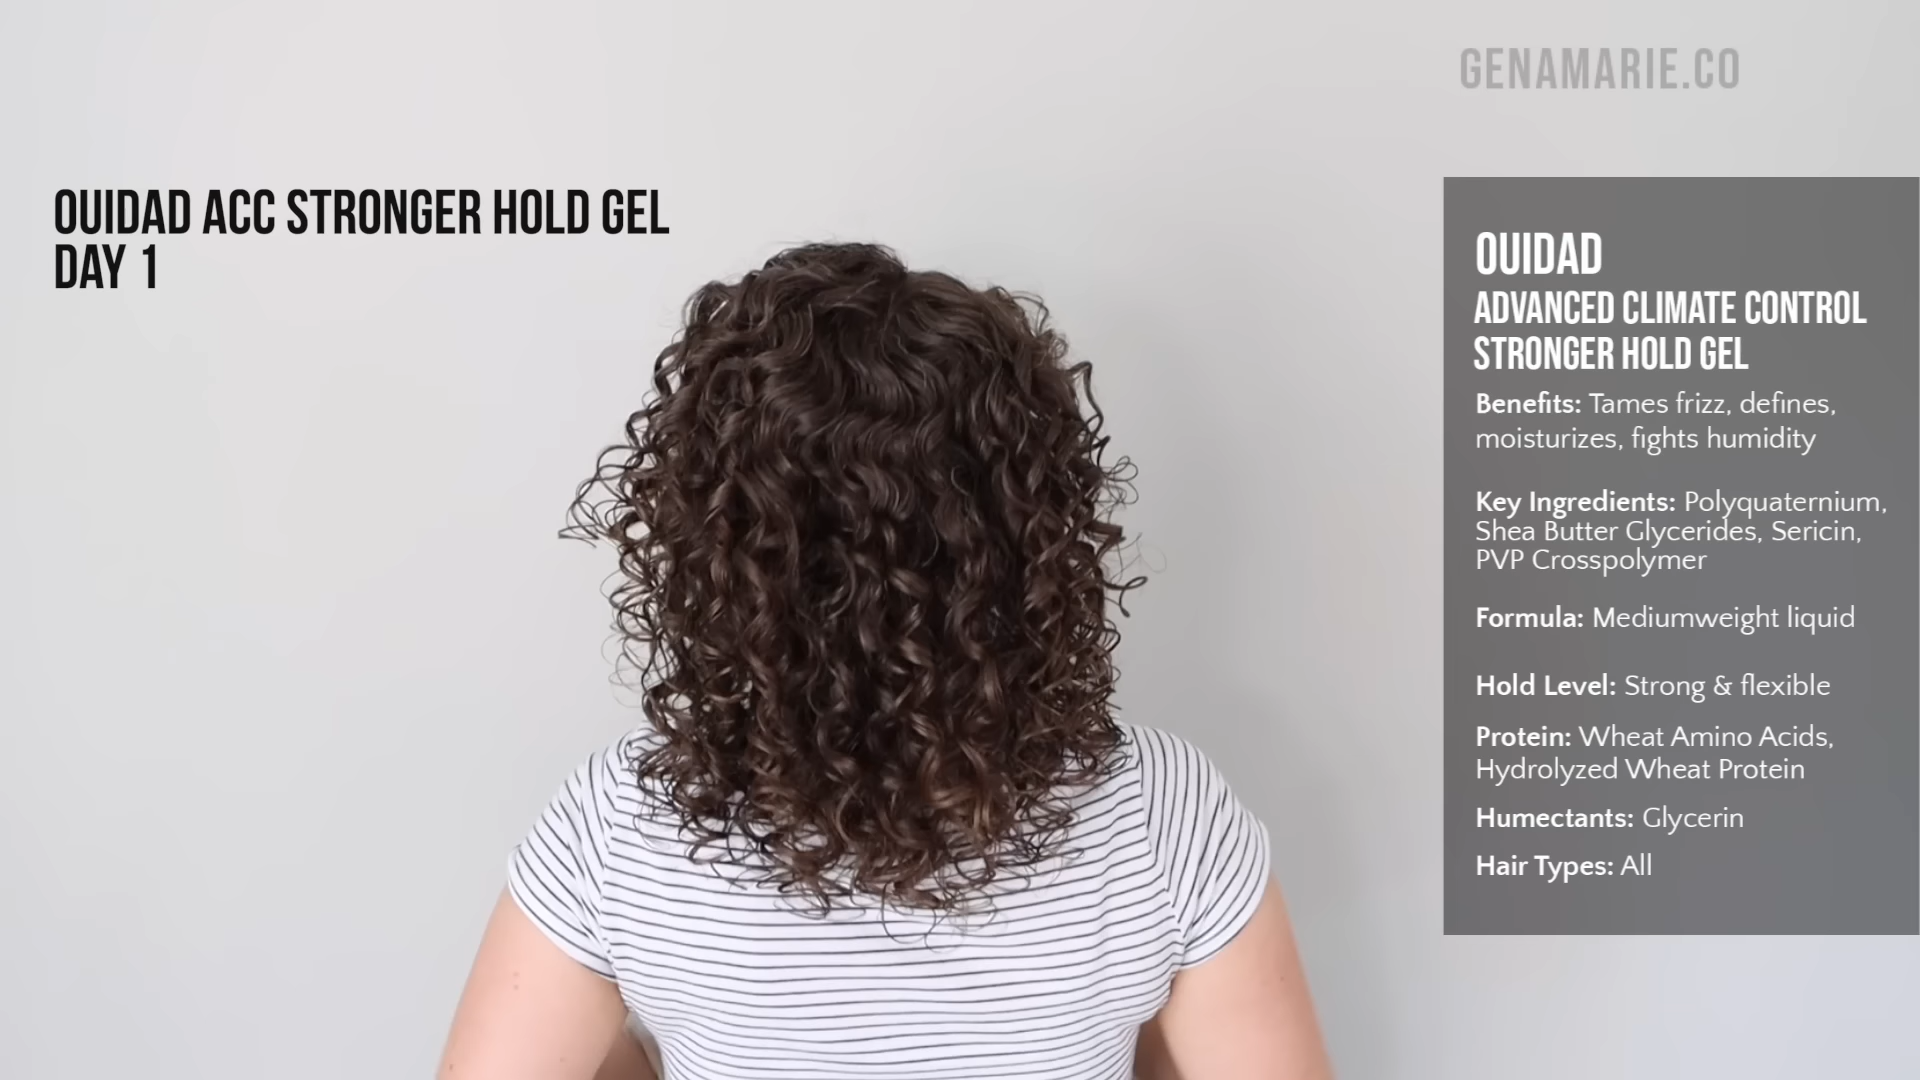 GENAMARIE.CO
OUIDAD ACC STRONGER HOLD GEL
DAY 1
OUIDAD
ADVANCED CLIMATE CONTROL
STRONGER HOLD GEL
Benefits: Tames frizz, defines,
moisturizes, fights humidity
Key Ingredients: Polyquaternium,
Shea Butter Glycerides, Sericin,
PVP Crosspolymer
Formula: Mediumweight liquid
Hold Level: Strong & flexible
Protein: Wheat Amino Acids,
Hydrolyzed Wheat Protein
Humectants: Glycerin
Hair Types: All